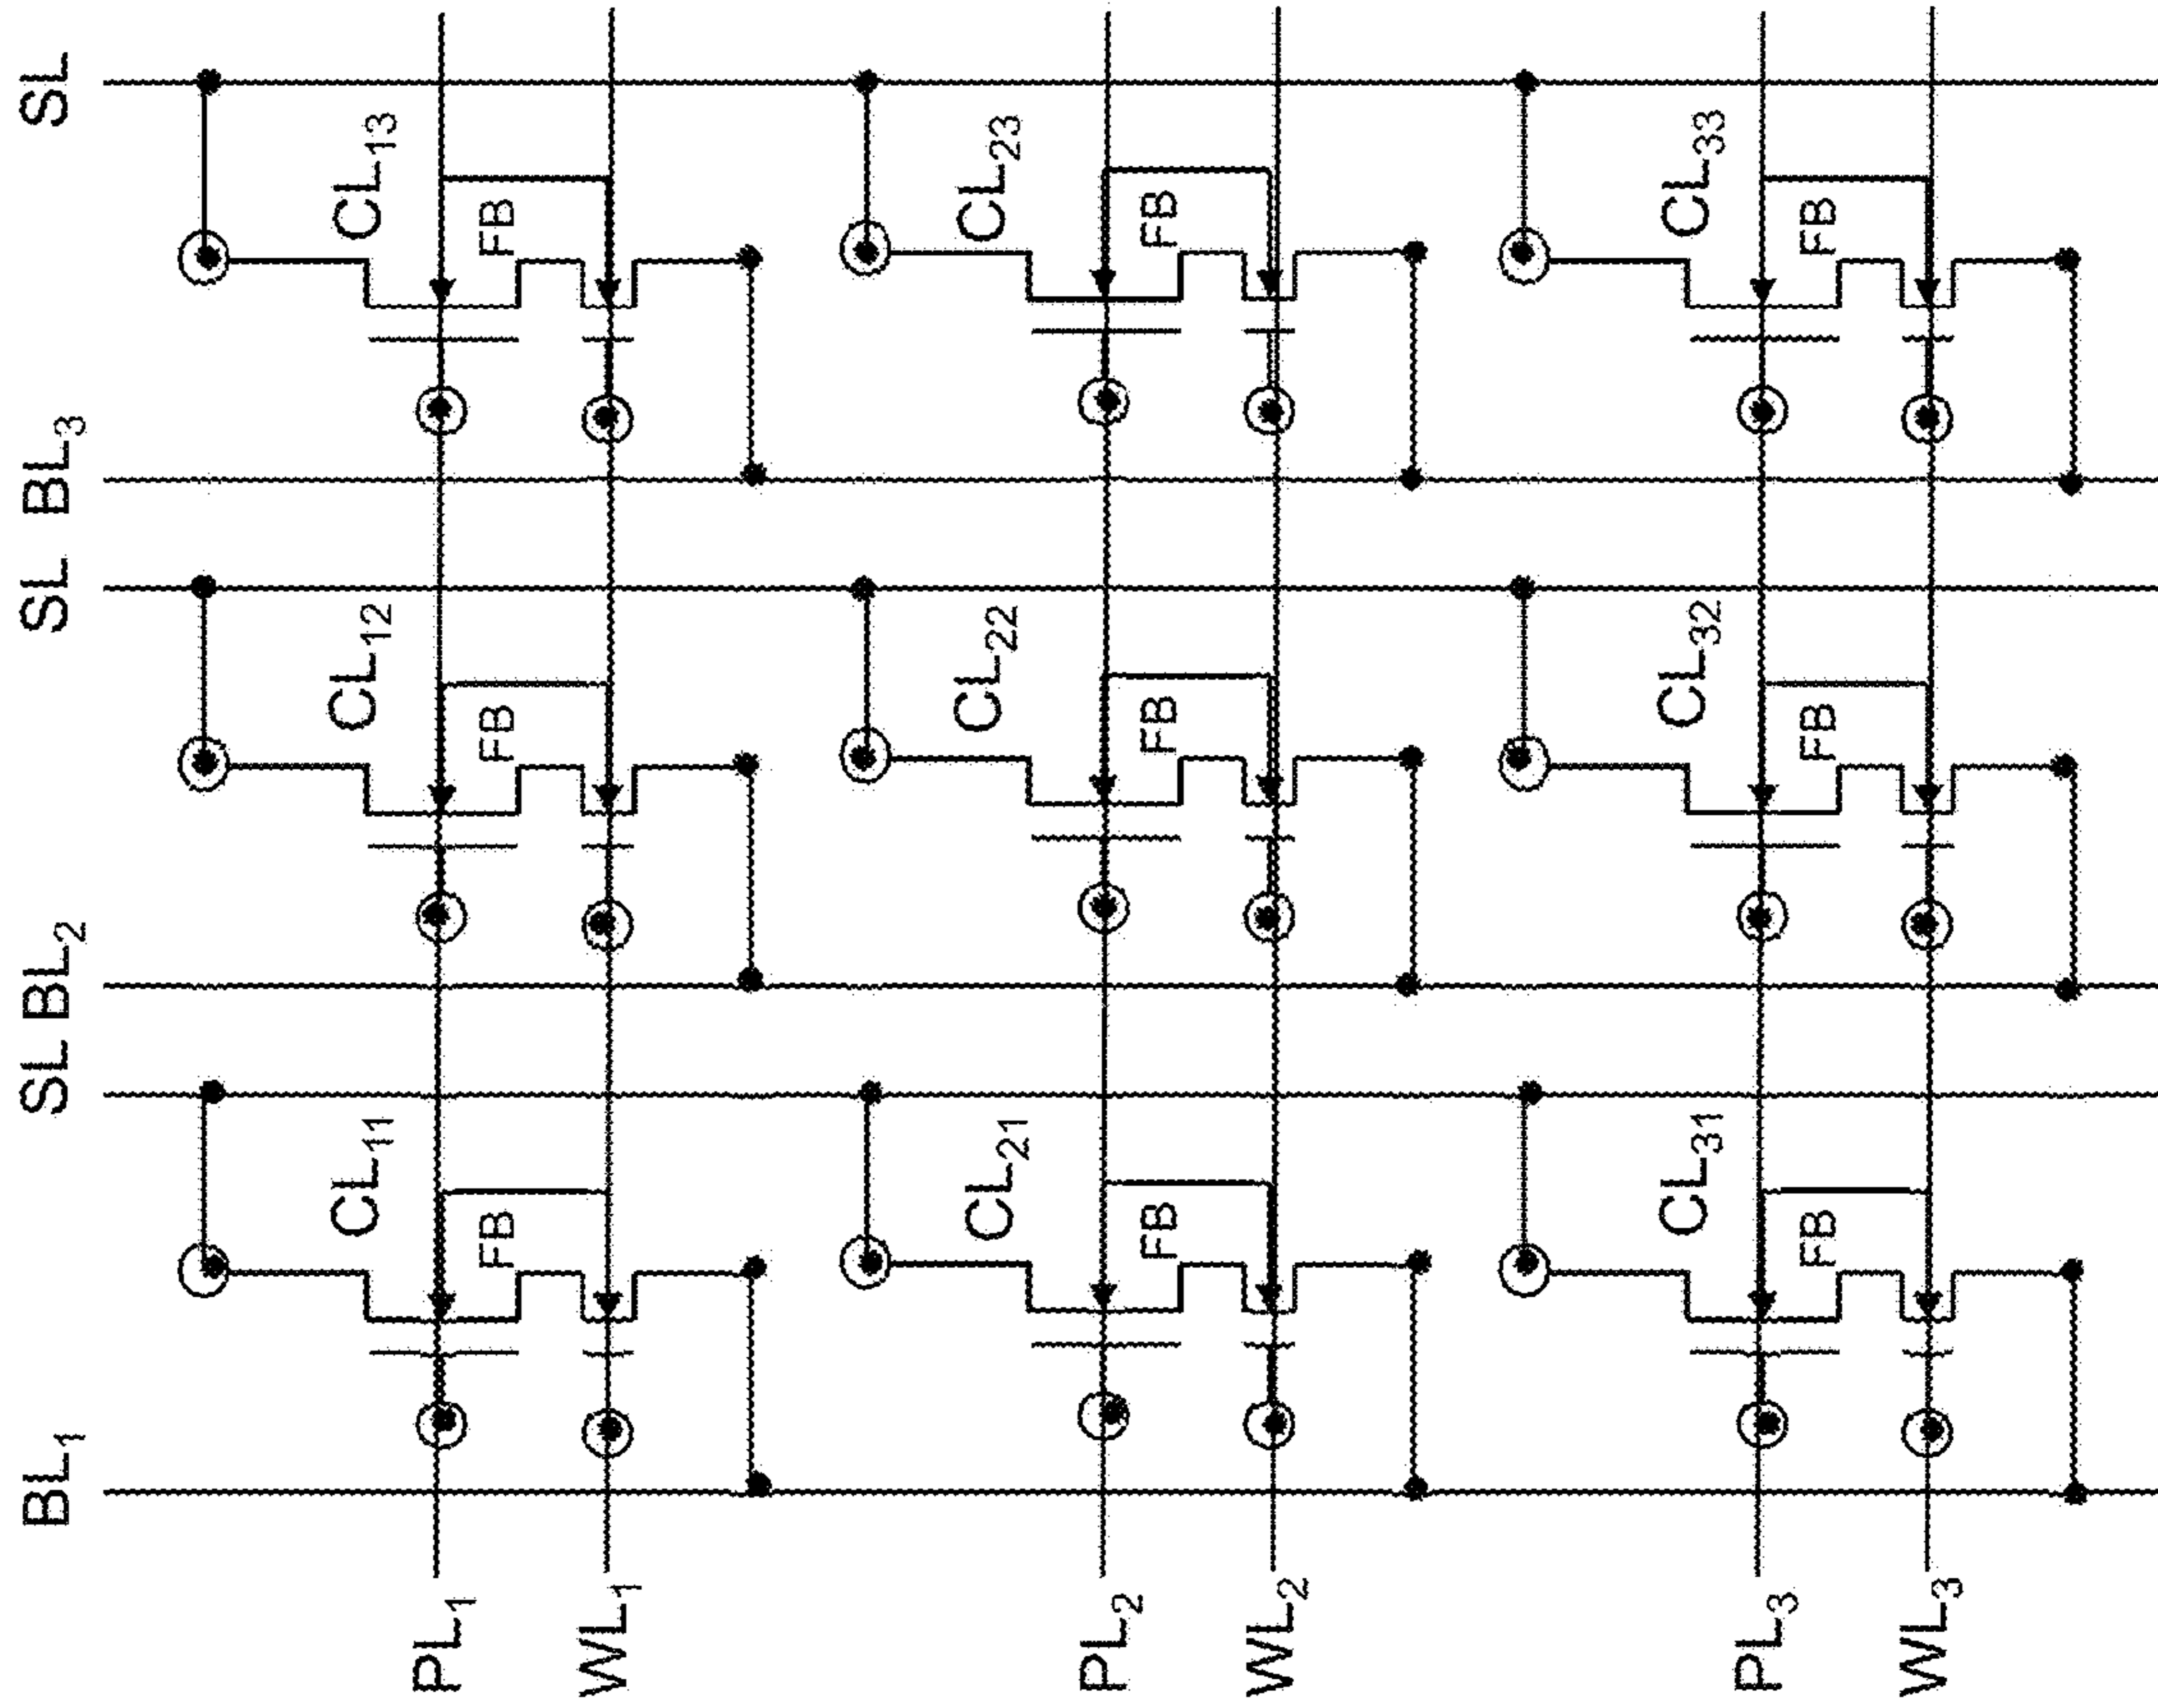 BL₁
SL
BL₂
SL
BL₃
SL
CL₁₁
CL₁₂
CL₁₃
FB
FB
FB
PL₁
WL₁
CL₂₁
CL₂₂
CL₂₃
FB
FB
FB
PL₂
WL₂
CL₃₁
CL₃₂
CL₃₃
FB
FB
FB
PL₃
WL₃